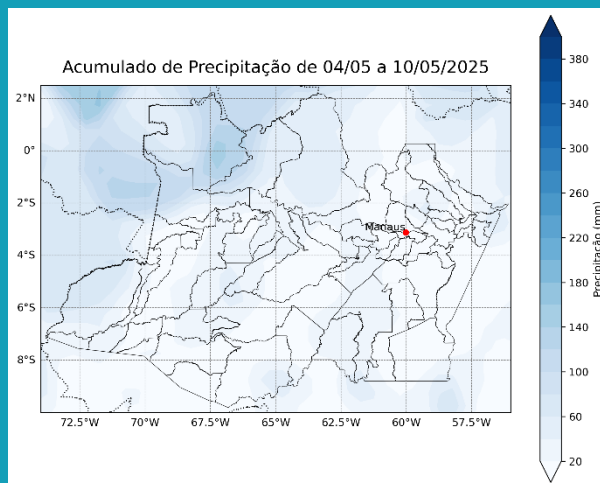 Acumulado de Precipitação de 04/05 a 10/05/2025
2°N
0°
2°S
4°S
6°S
8°S
72.5°W 70°W 67.5°W 65°W 62.5°W 60°W 57.5°W
Manaus
380
340
300
260
220
180
140
100
60
20
Precipitação (mm)